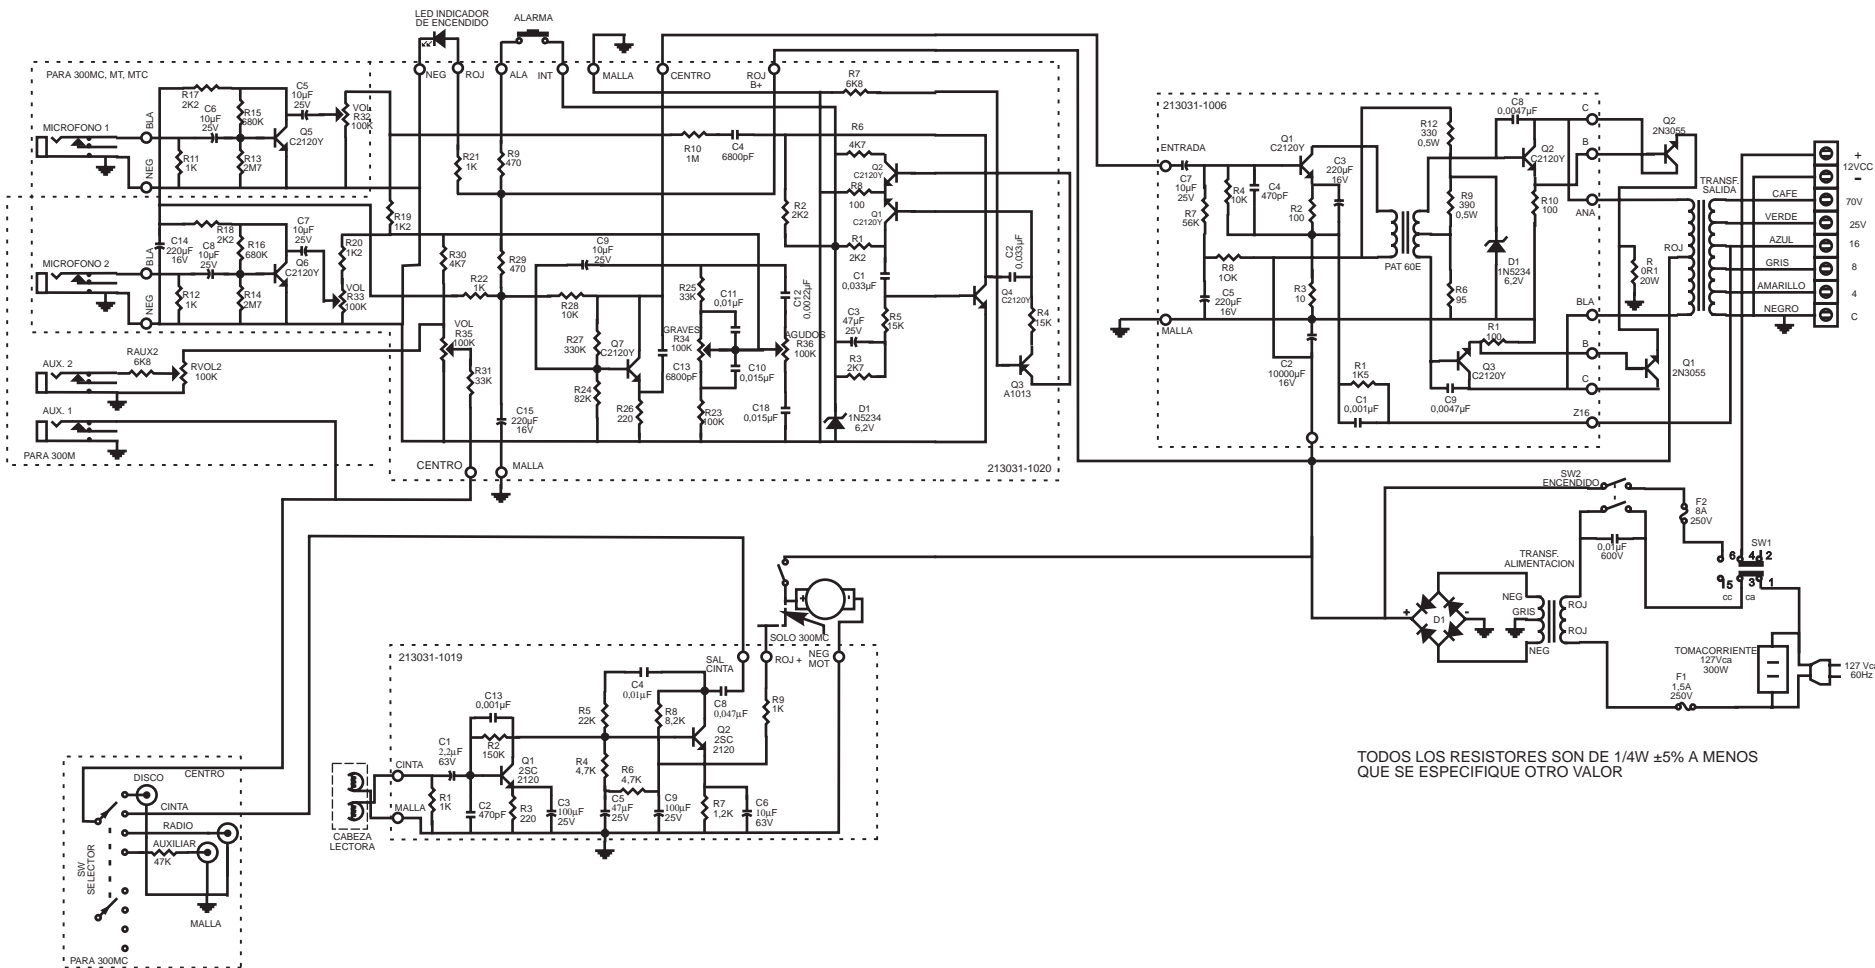 LED INDICADOR
DE ENCENDIDO
ALARMA
PARA 300MC, MT, MTC
NEG
ROJ
ALA
INT
MALLA
CENTRO
ROJ
B+
R7
6K8
R17
2K2
C6
10µF
25V
R15
680K
C5
10µF
25V
Q5
C2120Y
VOL
R32
100K
MICROFONO 1
BLA
NEG
R11
1K
R13
2M7
R21
1K
R9
470
R10
1M
C4
6800pF
R6
4K7
Q2
C2120Y
R8
100
Q1
C2120Y
R2
2K2
R1
2K2
C1
0,033µF
C2
0,033µF
Q4
C2120Y
R4
15K
R5
15K
C3
47µF
25V
R3
2K7
Q3
A1013
D1
1N5234
6,2V
R19
1K2
C14
220µF
16V
R18
2K2
C8
10µF
25V
R16
680K
C7
10µF
25V
Q6
C2120Y
R20
1K2
VOL
R33
100K
MICROFONO 2
BLA
NEG
R12
1K
R14
2M7
R30
4K7
R22
1K
R29
470
C9
10µF
25V
R28
10K
R27
330K
Q7
C2120Y
R24
82K
R26
220
R25
33K
C11
0,01µF
C12
0,0022µF
GRAVES
R34
100K
AGUDOS
R36
100K
C13
6800pF
C10
0,015µF
R23
100K
C18
0,015µF
VOL
R35
100K
R31
33K
C15
220µF
16V
AUX. 2
RAUX2
6K8
RVOL2
100K
AUX. 1
PARA 300M
CENTRO
MALLA
213031-1020
213031-1006
ENTRADA
C7
10µF
25V
R7
56K
R4
10K
C4
470pF
Q1
C2120Y
R2
100
C3
220µF
16V
R8
1OK
C5
220µF
16V
R3
10
MALLA
C2
10000µF
16V
PAT 60E
R12
330
0,5W
R9
390
0,5W
R6
95
C8
0,0047µF
Q2
C2120Y
R10
100
D1
1N5234
6,2V
R1
100
Q3
C2120Y
C9
0,0047µF
R1
1K5
C1
0,001µF
C
B
ANA
BLA
B
C
Z16
Q2
2N3055
Q1
2N3055
R
0R1
20W
TRANSF.
SALIDA
ROJ
CAFE
VERDE
AZUL
GRIS
AMARILLO
NEGRO
+
12VCC
-
70V
25V
16
8
4
C
SW2
ENCENDIDO
F2
8A
250V
0,01µF
600V
SW1
6 4 2
5 3 1
cc ca
TRANSF.
ALIMENTACION
NEG
GRIS
NEG
ROJ
ROJ
+
-
D1
TOMACORRIENTE
127Vca
300W
127 Vca
60Hz
F1
1,5A
250V
SOLO 300MC
+
-
213031-1019
SAL
CINTA
ROJ +
NEG
MOT
C4
0,01µF
C13
0,001µF
R5
22K
R8
8,2K
C8
0,047µF
R9
1K
C1
2,2µF
63V
R2
150K
Q1
2SC
2120
Q2
2SC
2120
R4
4,7K
R6
4,7K
CINTA
MALLA
R1
1K
C2
470pF
R3
220
C3
100µF
25V
C5
47µF
25V
C9
100µF
25V
R7
1,2K
C6
10µF
63V
CABEZA
LECTORA
DISCO
CENTRO
CINTA
RADIO
AUXILIAR
47K
SW
SELECTOR
MALLA
PARA 300MC
TODOS LOS RESISTORES SON DE 1/4W ±5% A MENOS
QUE SE ESPECIFIQUE OTRO VALOR